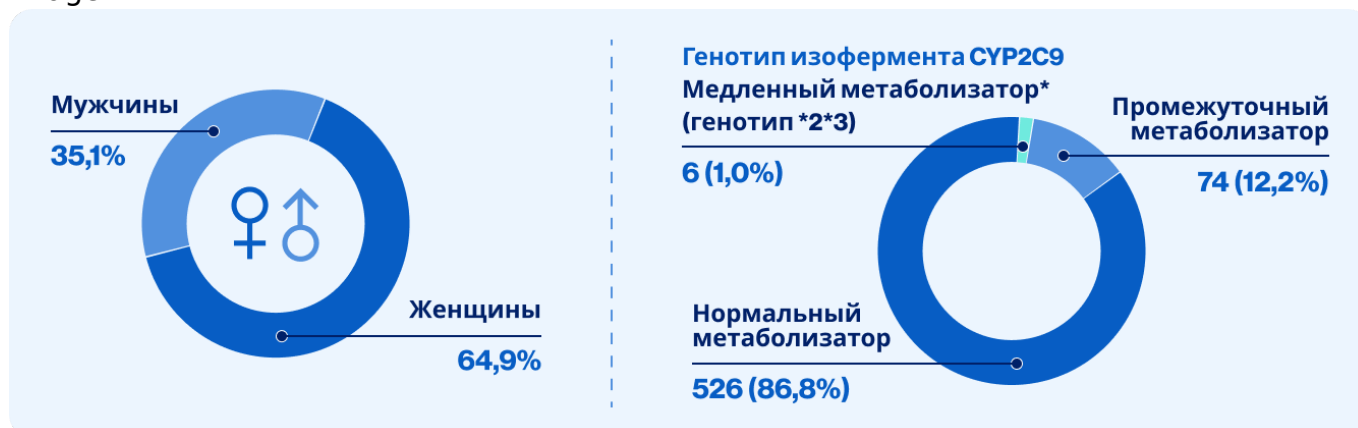 Мужчины
35,1%
Женщины
64,9%
Генотип изофермента CYP2C9
Медленный метаболизатор*
(генотип *2*3)
6 (1,0%)
Промежуточный
метаболизатор
74 (12,2%)
Нормальный
метаболизатор
526 (86,8%)